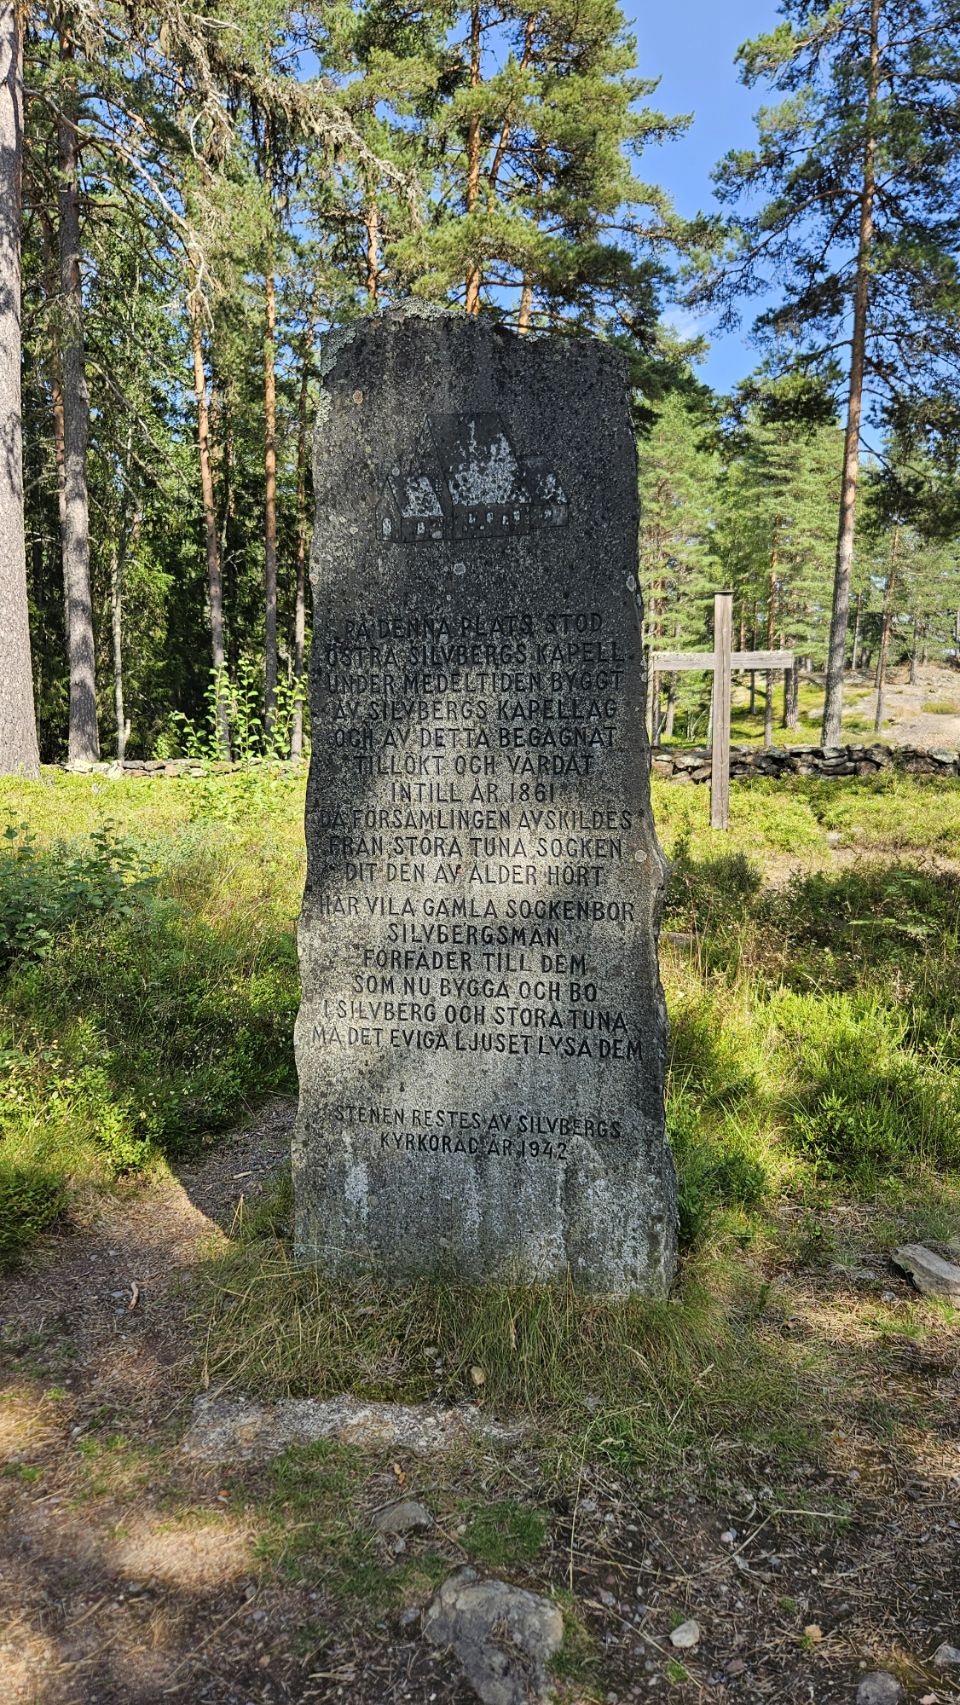 PÅ DENNA PLATS STOD
ÖSTRA SILVBERGS KAPELL
UNDER MEDELTIDEN BYGGT
AV SILVBERGS KAPELLAG
OCH AV DETTA BEGAGNAT
TILLÖKT OCH VÅRDAT
INTILL ÅR 1861
DÅ FÖRSAMLINGEN AVSKILDES
FRÅN STORA TUNA SOCKEN
DIT DEN AV ÅLDER HÖRT
HÄR VILA GAMLA SOCKENBOR
SILVBERGSMÄN
FÖRFÄDER TILL DEM
SOM NU BYGGA OCH BO
I SILVBERG OCH STORA TUNA
MÅ DET EVIGA LJUSET LYSA DEM
STENEN RESTES AV SILVBERGS
KYRKORÅD ÅR 1942